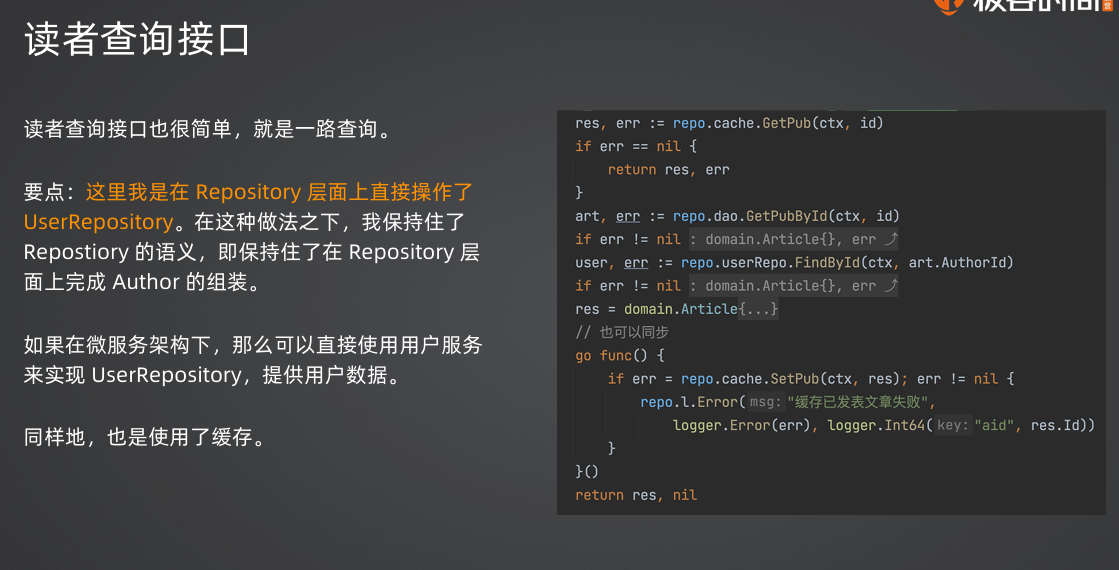 极客时间
读者查询接口
读者查询接口也很简单，就是一路查询。
要点：这里我是在 Repository 层面上直接操作了
UserRepository。在这种做法之下，我保持住了
Repostiory 的语义，即保持住了在 Repository 层
面上完成 Author 的组装。
如果在微服务架构下，那么可以直接使用用户服务
来实现 UserRepository，提供用户数据。
同样地，也是使用了缓存。
res, err := repo.cache.GetPub(ctx, id)
if err == nil {
return res, err
}
art, err := repo.dao.GetPubById(ctx, id)
if err != nil : domain.Article{}, err ⤴
user, err := repo.userRepo.FindById(ctx, art.AuthorId)
if err != nil : domain.Article{}, err ⤴
res = domain.Article{...}
// 也可以同步
go func() {
if err = repo.cache.SetPub(ctx, res); err != nil {
repo.l.Error( msg: "缓存已发表文章失败",
logger.Error(err), logger.Int64( key: "aid", res.Id))
}
}()
return res, nil